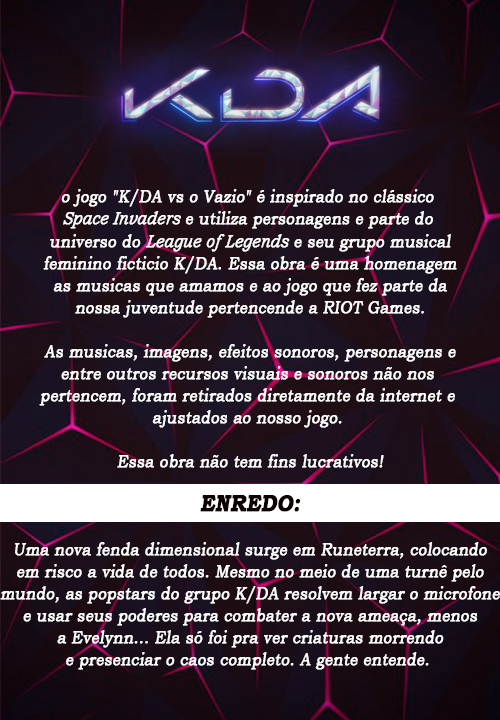 KDA
o jogo "K/DA vs o Vazio" é inspirado no clássico
Space Invaders e utiliza personagens e parte do
universo do League of Legends e seu grupo musical
feminino ficticio K/DA. Essa obra é uma homenagem
as musicas que amamos e ao jogo que fez parte da
nossa juventude pertencende a RIOT Games.
As musicas, imagens, efeitos sonoros, personagens e
entre outros recursos visuais e sonoros não nos
pertencem, foram retirados diretamente da internet e
ajustados ao nosso jogo.
Essa obra não tem fins lucrativos!
ENREDO:
Uma nova fenda dimensional surge em Runeterra, colocando
em risco a vida de todos. Mesmo no meio de uma turnê pelo
mundo, as popstars do grupo K/DA resolvem largar o microfone
e usar seus poderes para combater a nova ameaça, menos
a Evelynn... Ela só foi pra ver criaturas morrendo
e presenciar o caos completo. A gente entende.